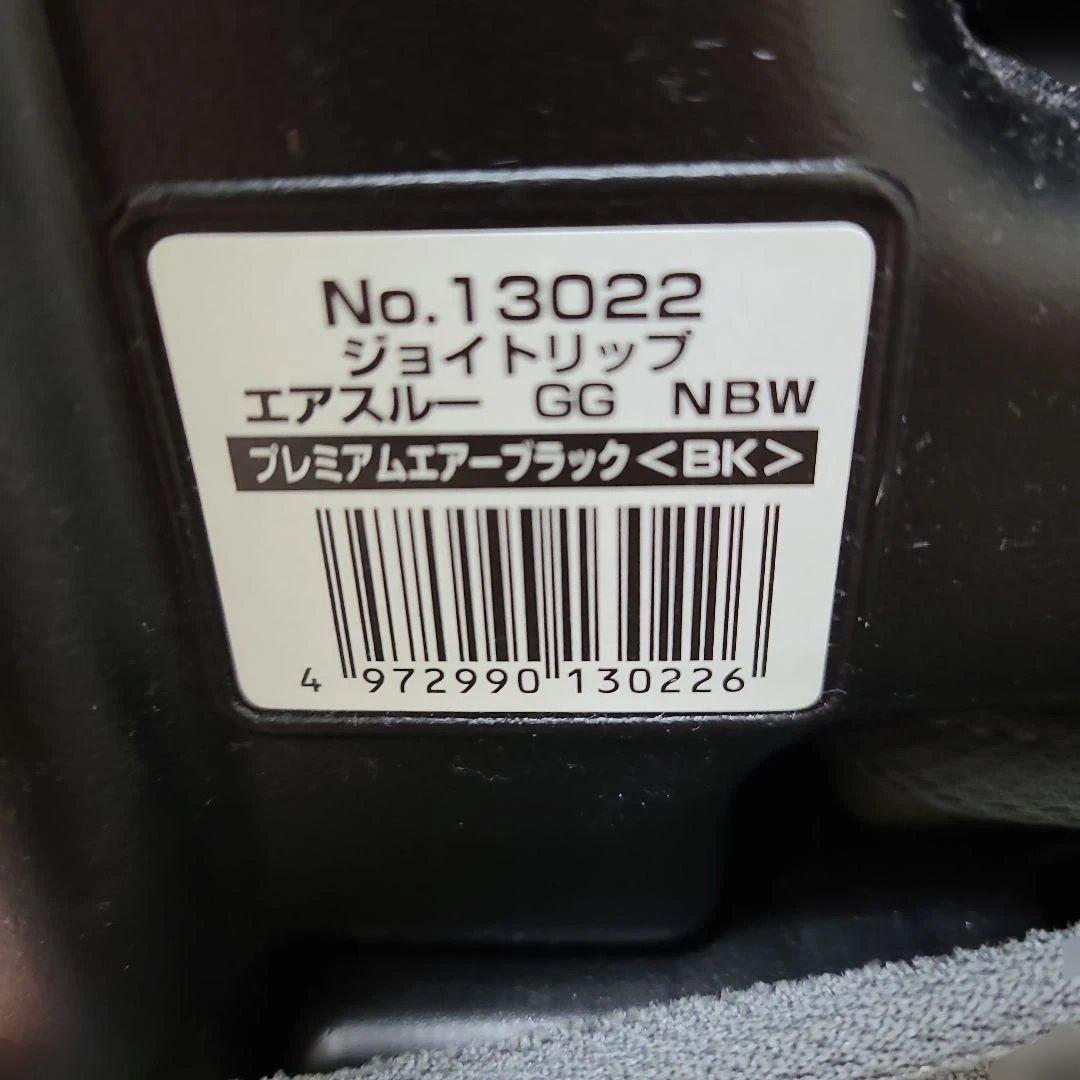 No.13022
ジョイトリップ
エアスルー GG NBW
プレミアムエアーブラック<BK>
4 972990 130226